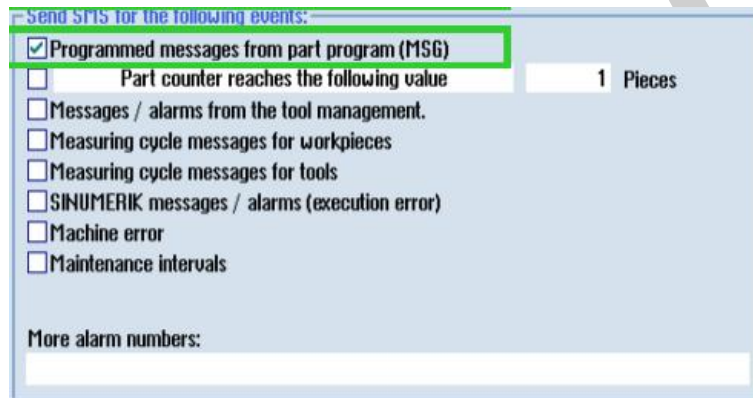 Send SMS for the following events:
Programmed messages from part program (MSG)
Part counter reaches the following value 1 Pieces
Messages / alarms from the tool management.
Measuring cycle messages for workpieces
Measuring cycle messages for tools
SINUMERIK messages / alarms (execution error)
Machine error
Maintenance intervals
More alarm numbers: